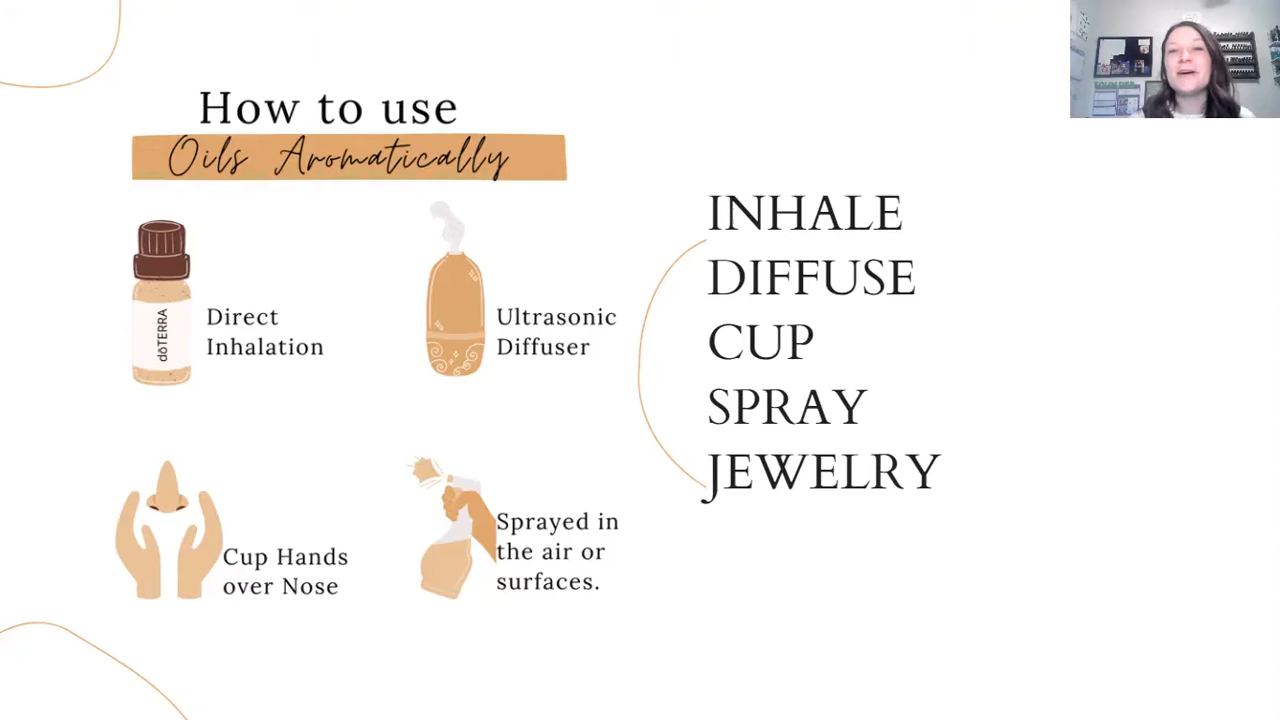 How to use
Oils Aromatically
dōTERRA
Direct
Inhalation
Ultrasonic
Diffuser
Cup Hands
over Nose
Sprayed in
the air or
surfaces.
INHALE
DIFFUSE
CUP
SPRAY
JEWELRY